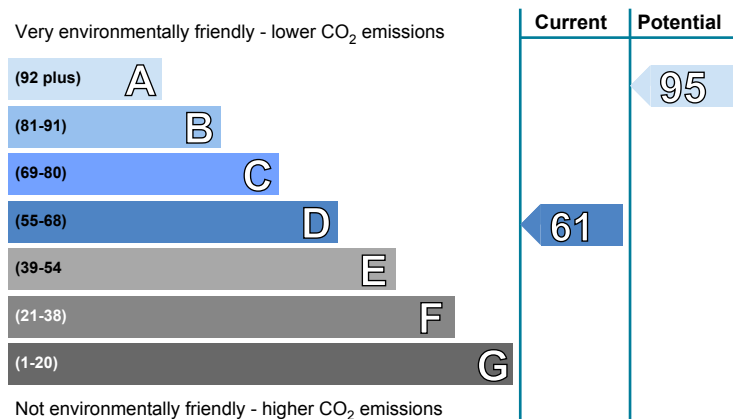 Very environmentally friendly - lower CO2 emissions
Current
Potential
(92 plus) A
95
(81-91) B
(69-80) C
(55-68) D
61
(39-54 E
(21-38) F
(1-20) G
Not environmentally friendly - higher CO2 emissions